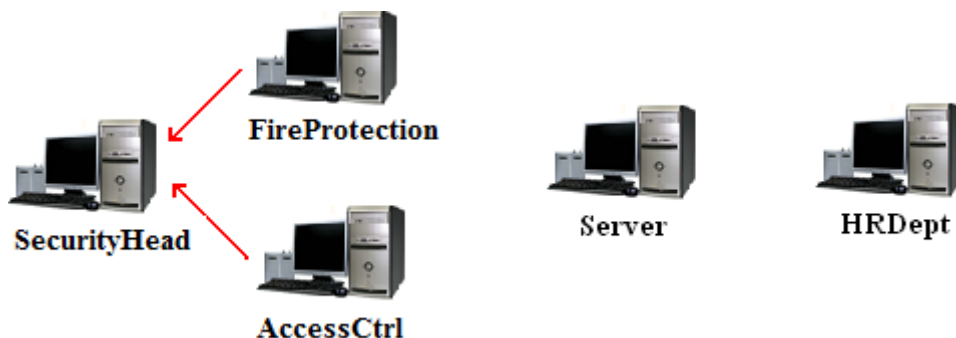 FireProtection
SecurityHead
Server
HRDept
AccessCtrl